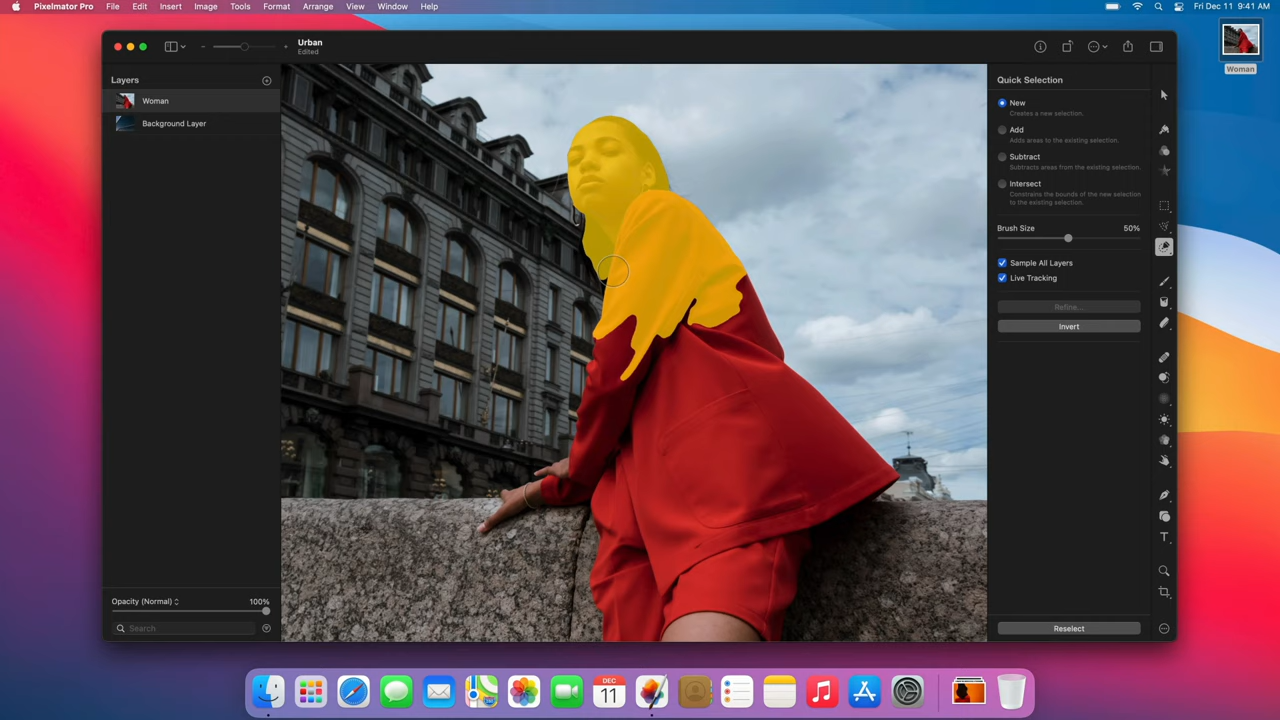 Pixelmator Pro File Edit Insert Image Tools Format Arrange View Window Help Fri Dec 11 9:41 AM
Urban
Edited
Woman
Layers
Woman
Background Layer
Opacity (Normal) 100%
Search
Quick Selection
New
Creates a new selection.
Add
Adds areas to the existing selection.
Subtract
Subtracts areas from the existing selection.
Intersect
Constrains the bounds of the new selection
to the existing selection.
Brush Size 50%
Sample All Layers
Live Tracking
Refine...
Invert
Reselect
DEC
11